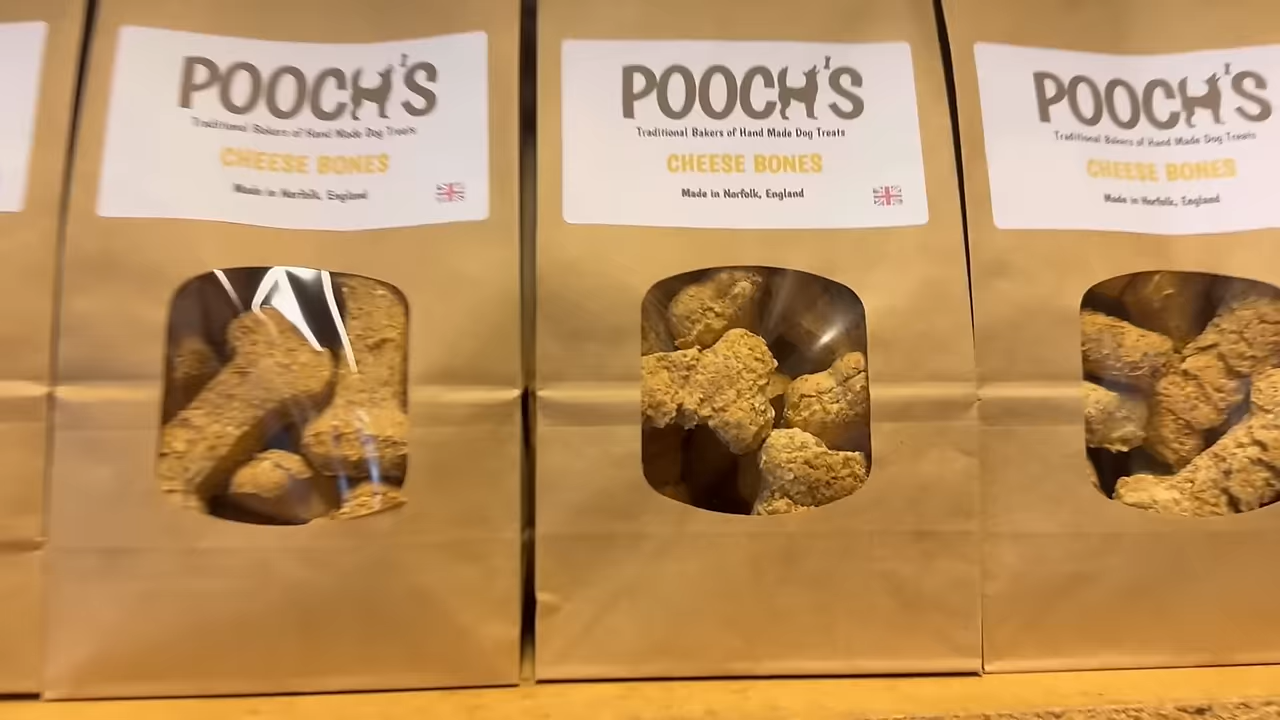 POOCH'S
Traditional Bakers of Hand Made Dog Treats
CHEESE BONES
Made in Norfolk, England
POOCH'S
Traditional Bakers of Hand Made Dog Treats
CHEESE BONES
Made in Norfolk, England
POOCH'S
Traditional Bakers of Hand Made Dog Treats
CHEESE BONES
Made in Norfolk, England